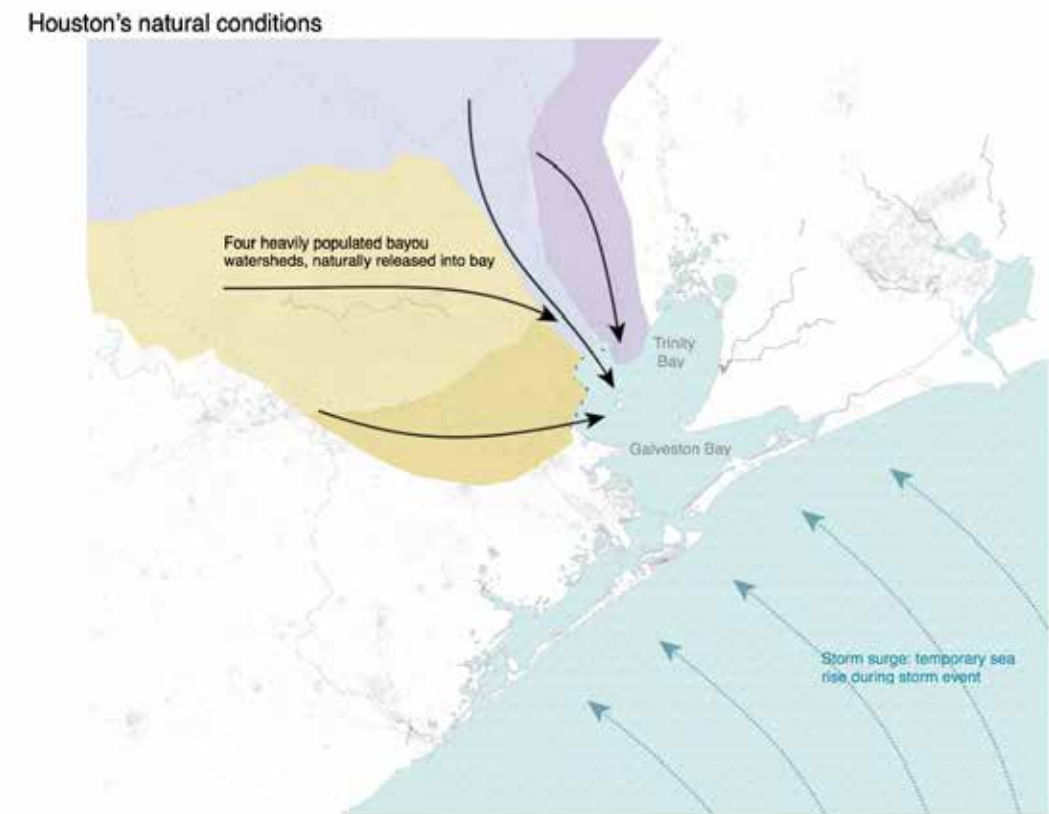 Houston's natural conditions
Four heavily populated bayou
watersheds, naturally released into bay
Trinity
Bay
Galveston Bay
Storm surge: temporary sea
rise during storm event